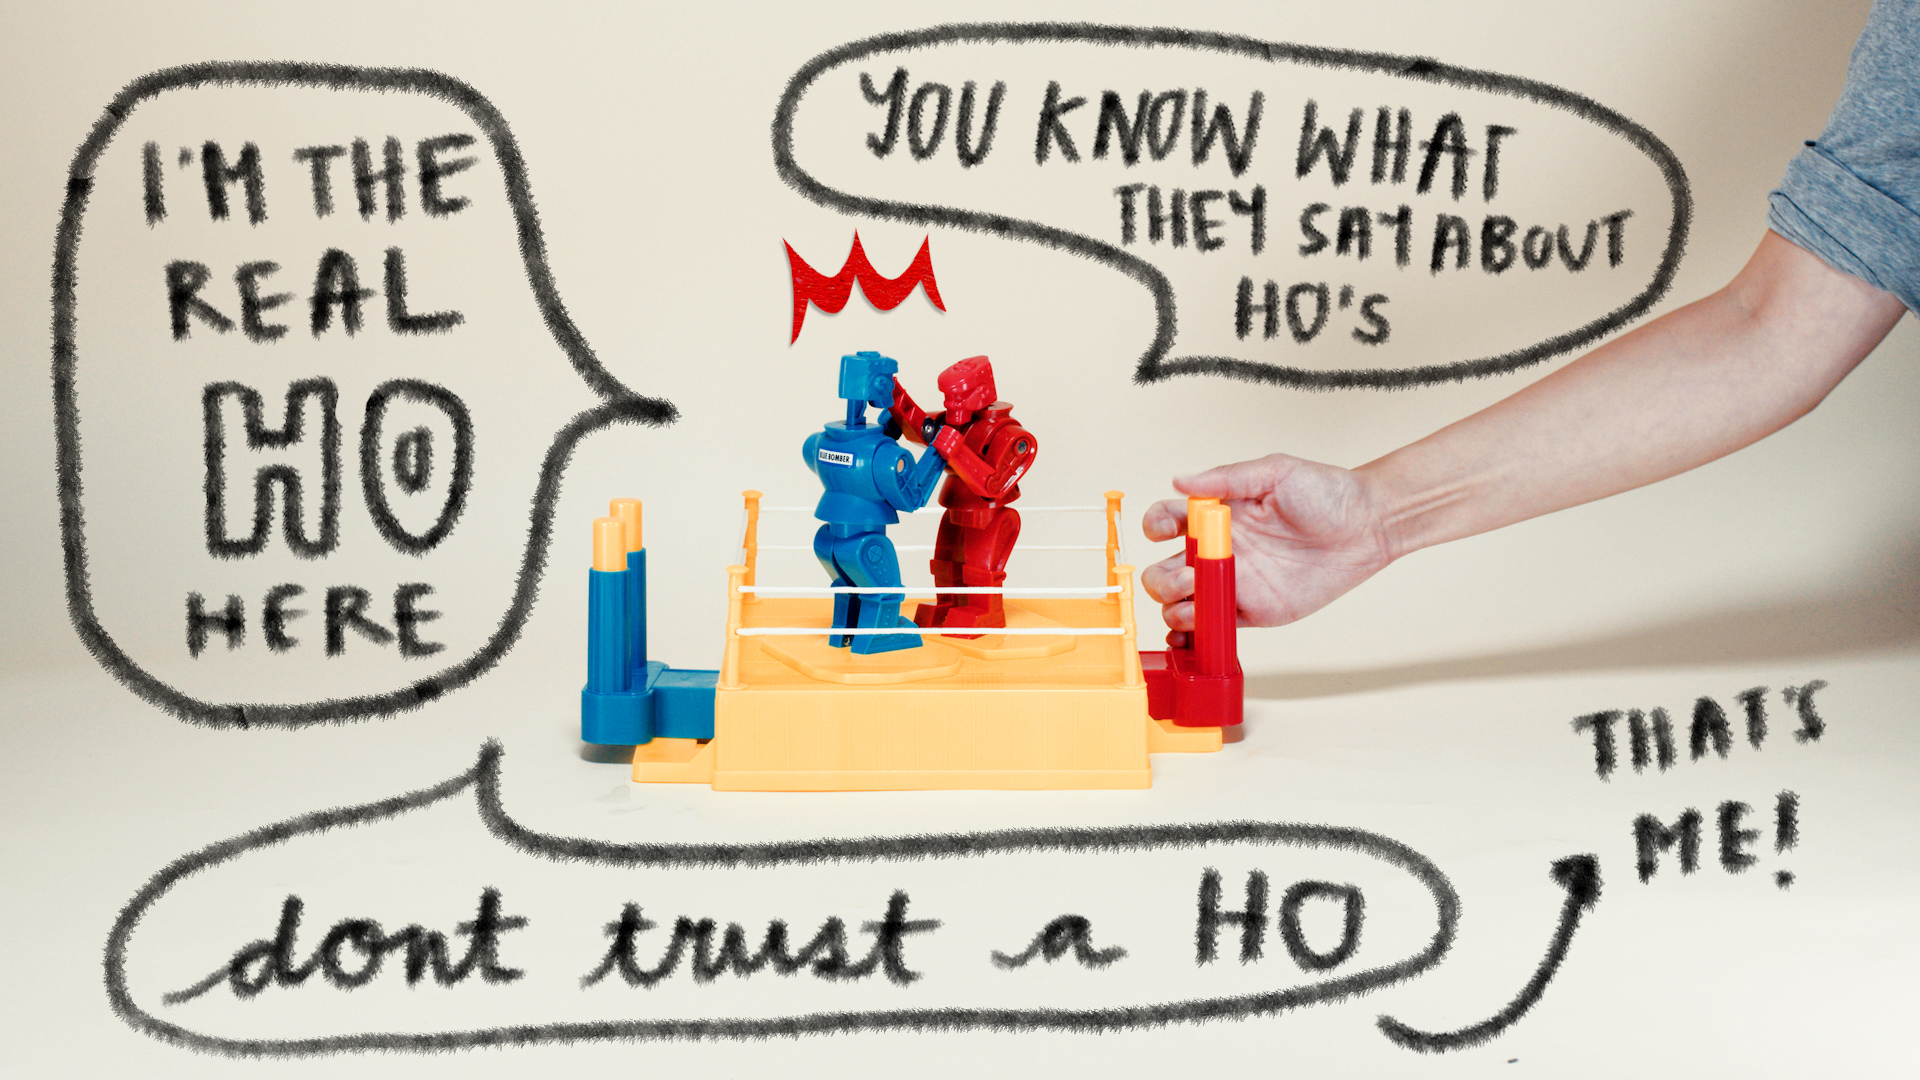 I'M THE
REAL
HO
HERE
YOU KNOW WHAT
THEY SAY ABOUT
HO'S
BLUE BOMBER
dont trust a HO
THAT'S
ME!